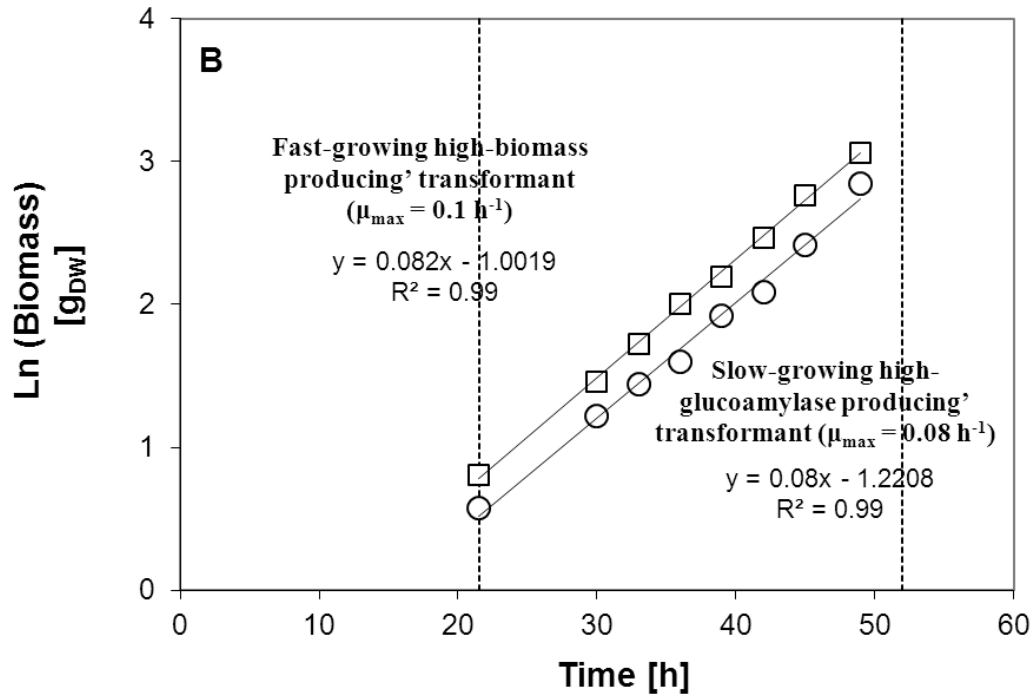 B
Ln (Biomass)
[gDW]
4
3
2
1
0
Fast-growing high-biomass
producing’ transformant
(μmax = 0.1 h-1)
y = 0.082x - 1.0019
R² = 0.99
Slow-growing high-
glucoamylase producing’
transformant (μmax = 0.08 h-1)
y = 0.08x - 1.2208
R² = 0.99
0 10 20 30 40 50 60
Time [h]